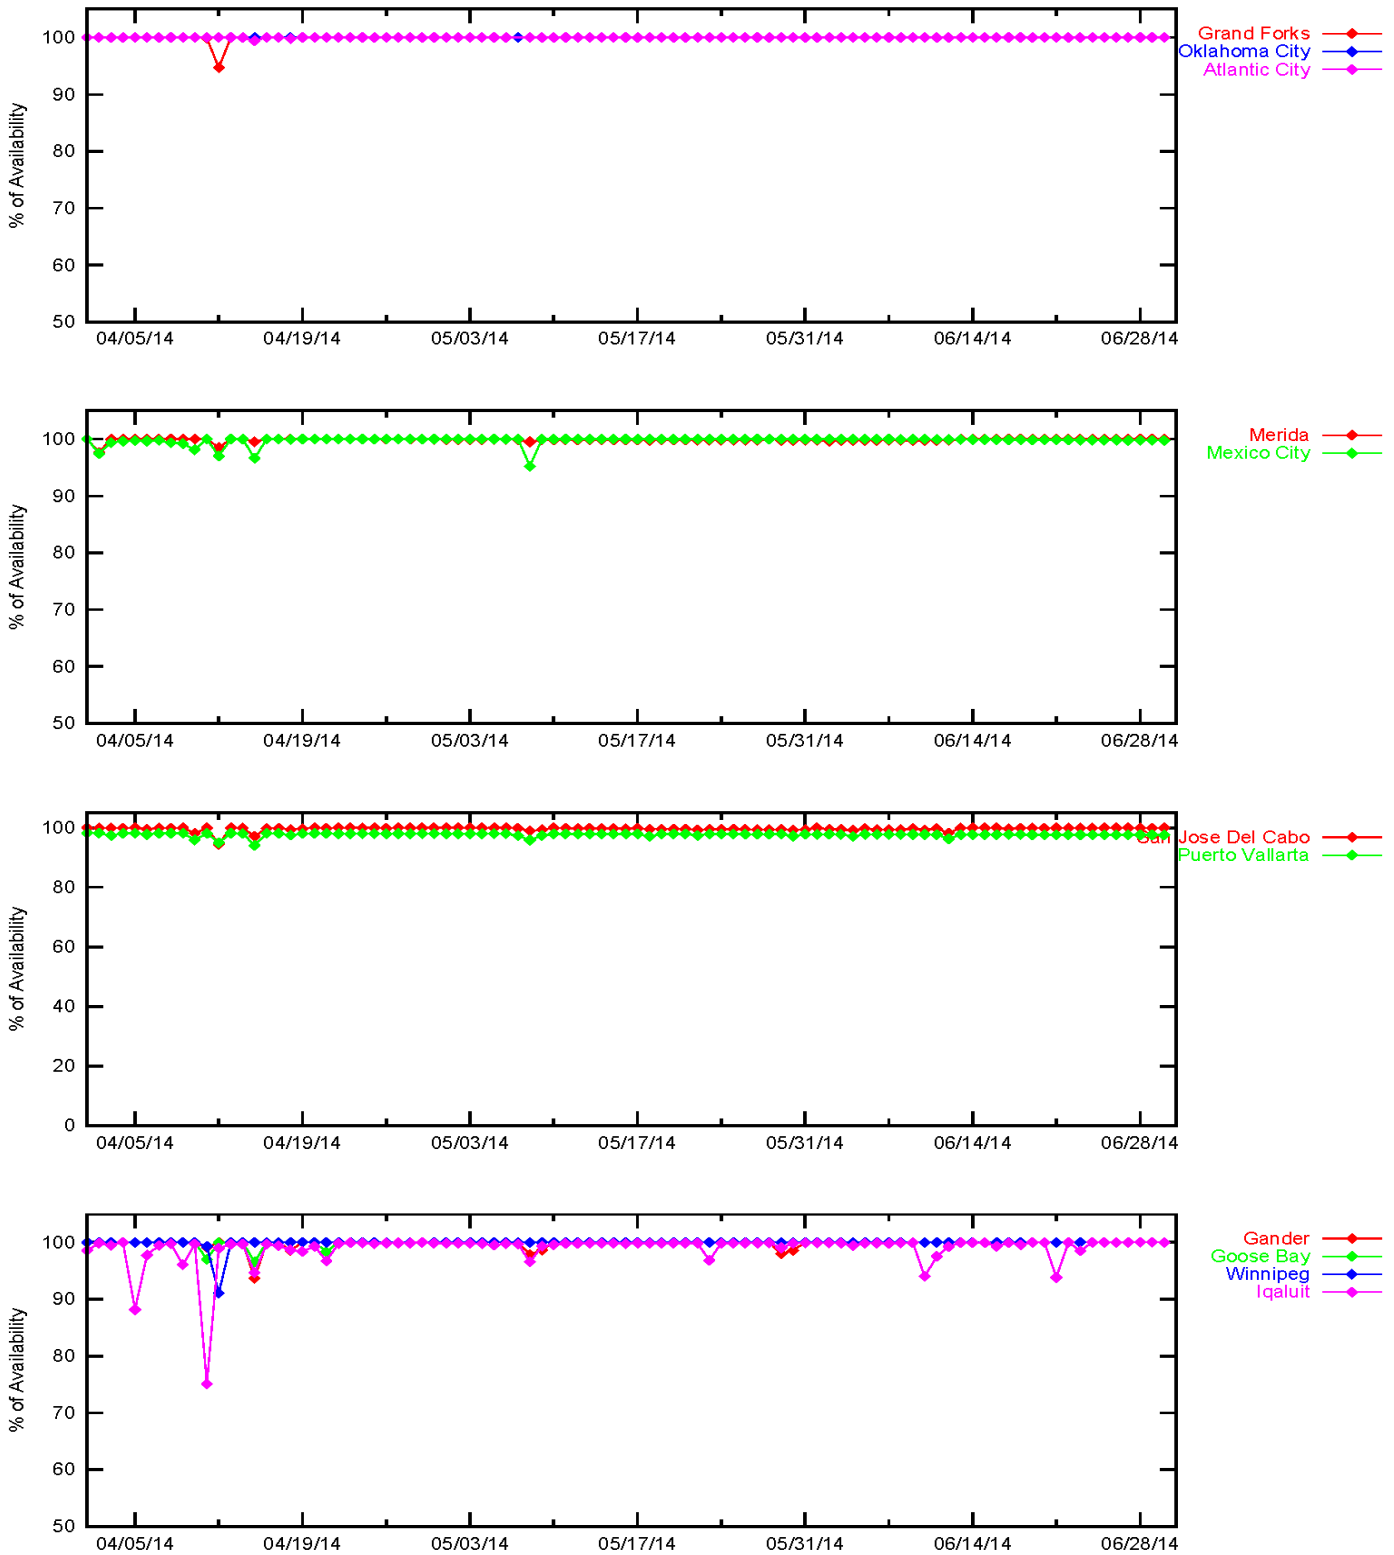 100
90
80
70
60
50
% of Availability
04/05/14 04/19/14 05/03/14 05/17/14 05/31/14 06/14/14 06/28/14
Grand Forks
Oklahoma City
Atlantic City
100
90
80
70
60
50
% of Availability
04/05/14 04/19/14 05/03/14 05/17/14 05/31/14 06/14/14 06/28/14
Merida
Mexico City
100
80
60
40
20
0
% of Availability
04/05/14 04/19/14 05/03/14 05/17/14 05/31/14 06/14/14 06/28/14
San Jose Del Cabo
Puerto Vallarta
100
90
80
70
60
50
% of Availability
04/05/14 04/19/14 05/03/14 05/17/14 05/31/14 06/14/14 06/28/14
Gander
Goose Bay
Winnipeg
Iqaluit